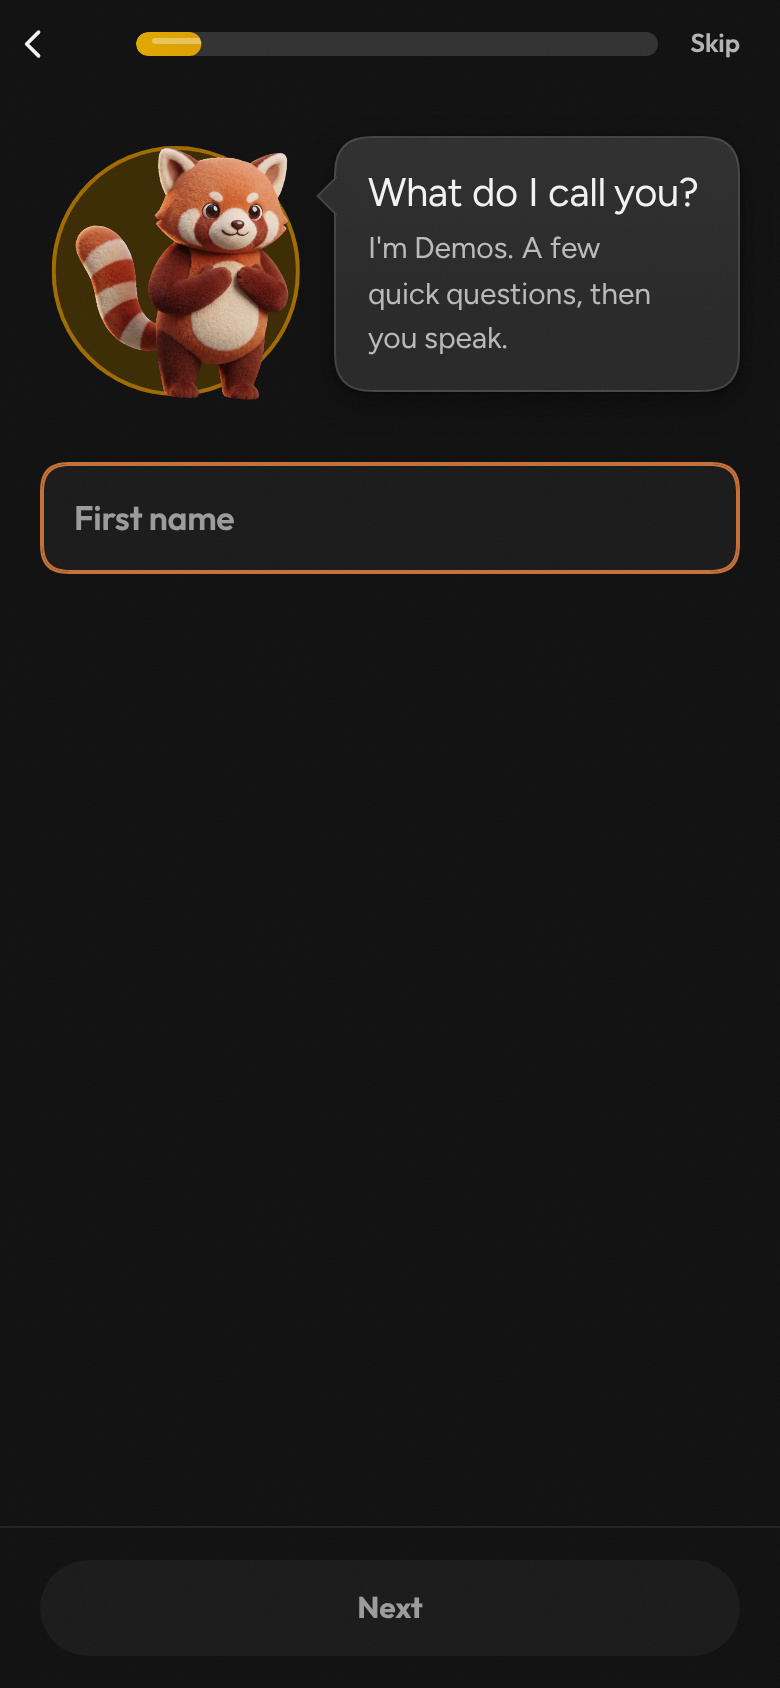 Skip
What do I call you?
I'm Demos. A few
quick questions, then
you speak.
First name
Next